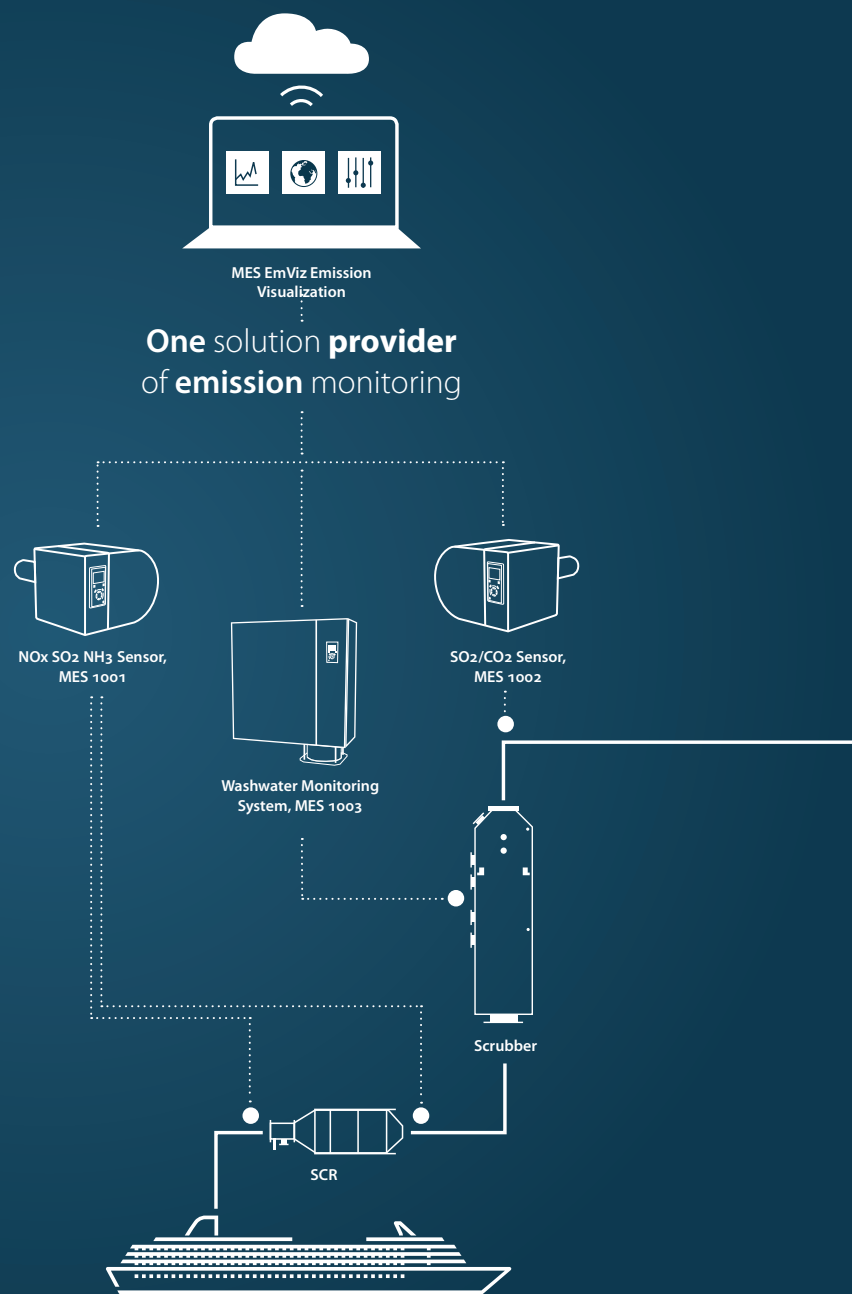 MES EmViz Emission
Visualization
One solution provider
of emission monitoring
NOx SO2 NH3 Sensor,
MES 1001
SO2/CO2 Sensor,
MES 1002
Washwater Monitoring
System, MES 1003
Scrubber
SCR